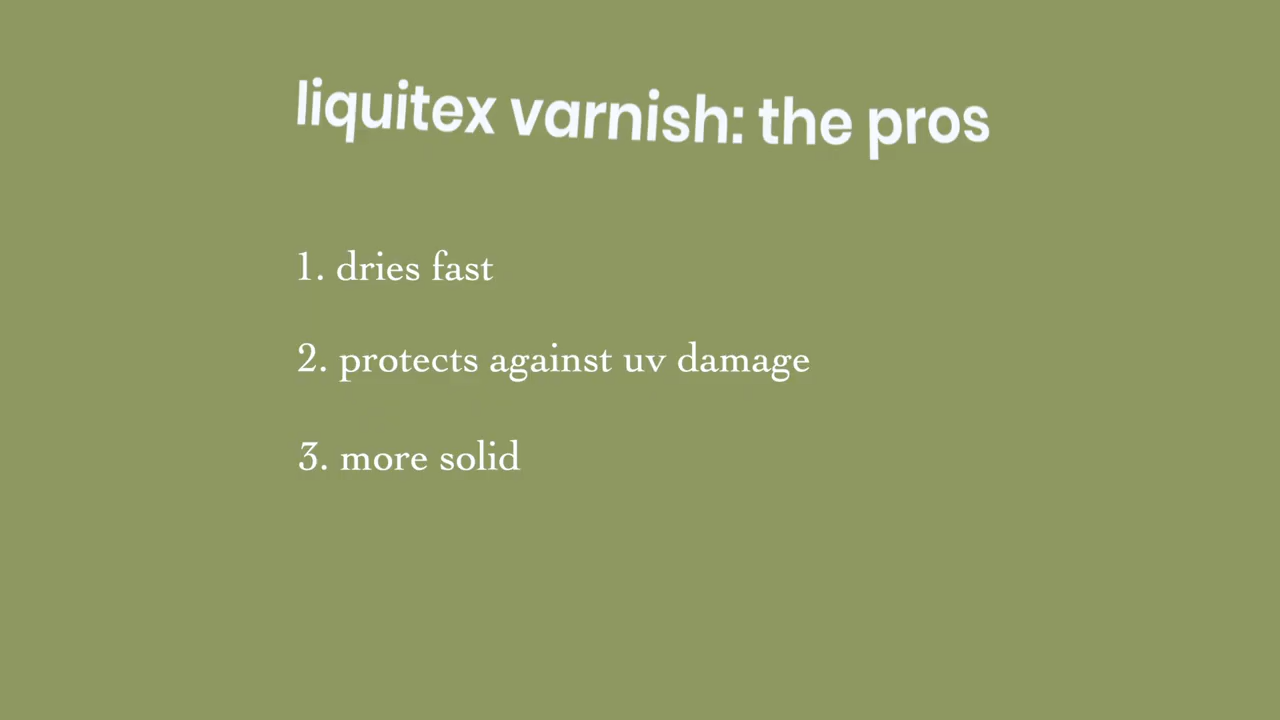 liquitex varnish: the pros
1. dries fast
2. protects against uv damage
3. more solid